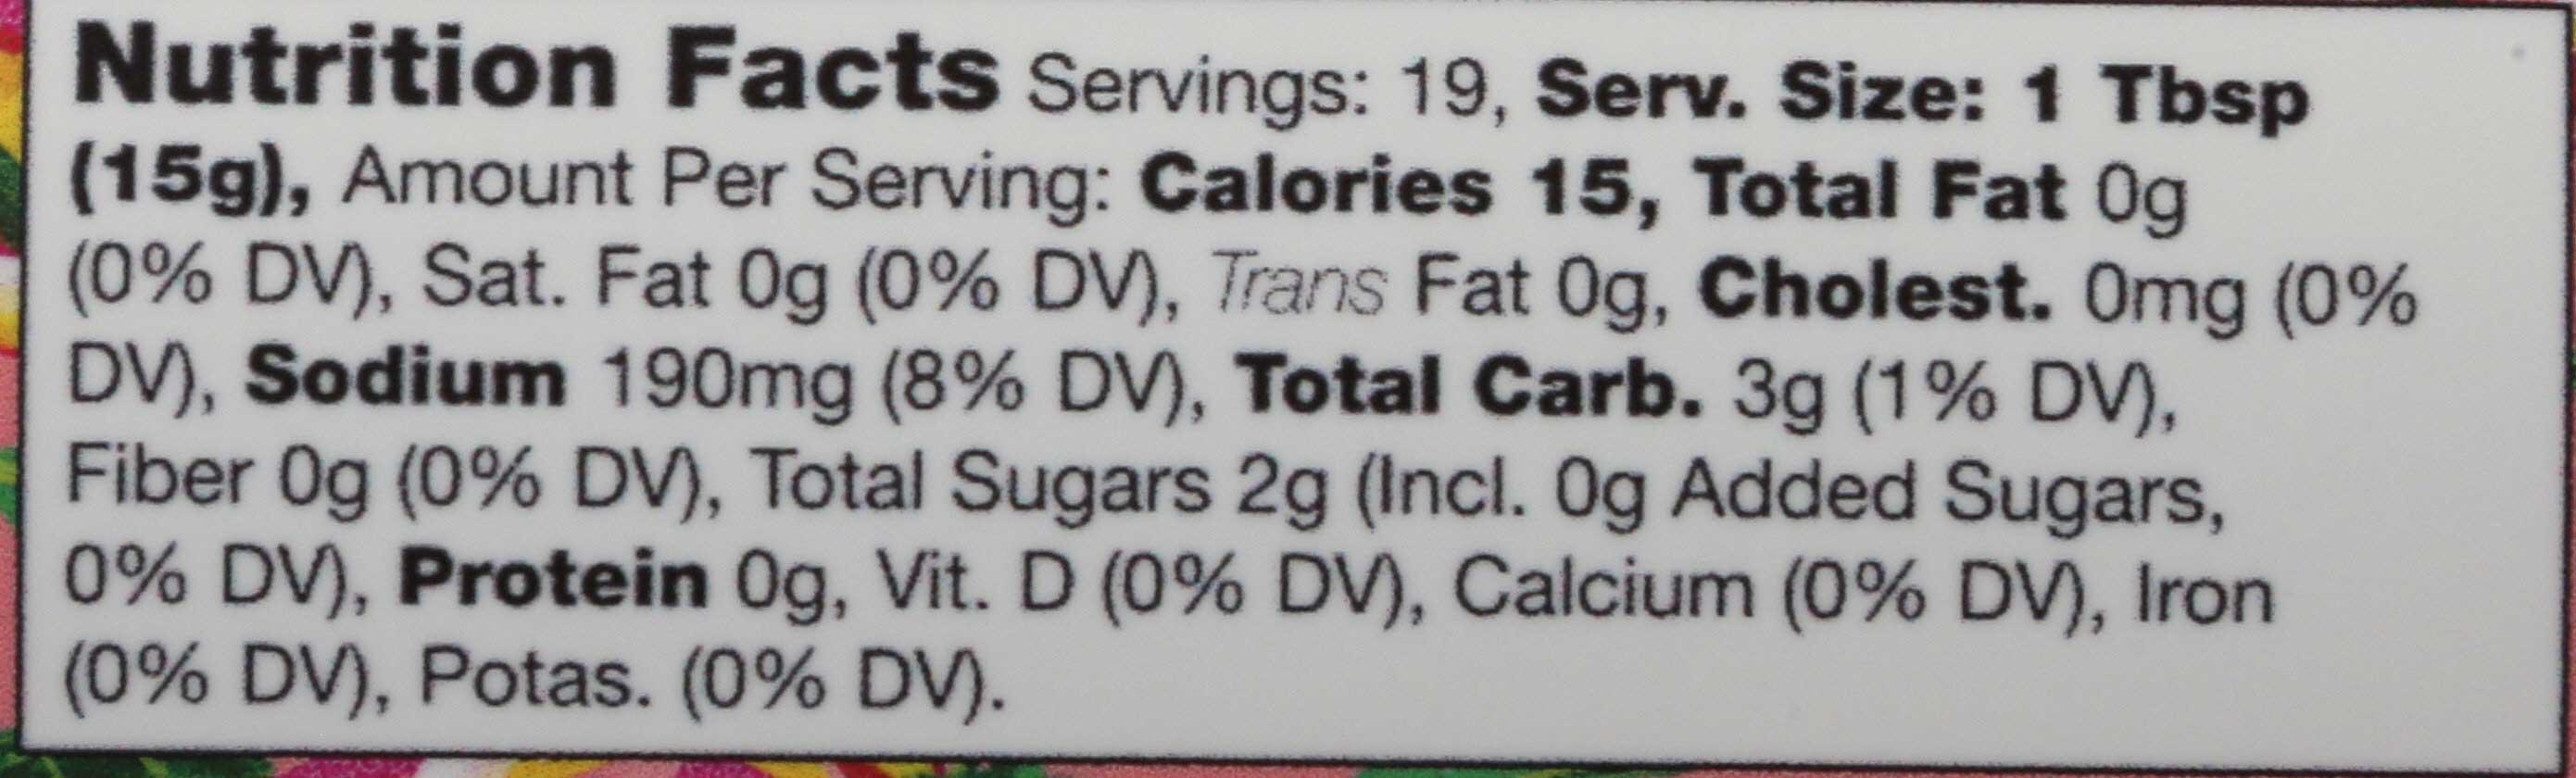 Nutrition Facts Servings: 19, Serv. Size: 1 Tbsp
(15g), Amount Per Serving: Calories 15, Total Fat 0g
(0% DV), Sat. Fat 0g (0% DV), Trans Fat 0g, Cholest. 0mg (0%
DV), Sodium 190mg (8% DV), Total Carb. 3g (1% DV),
Fiber 0g (0% DV), Total Sugars 2g (Incl. 0g Added Sugars,
0% DV), Protein 0g, Vit. D (0% DV), Calcium (0% DV), Iron
(0% DV), Potas. (0% DV).